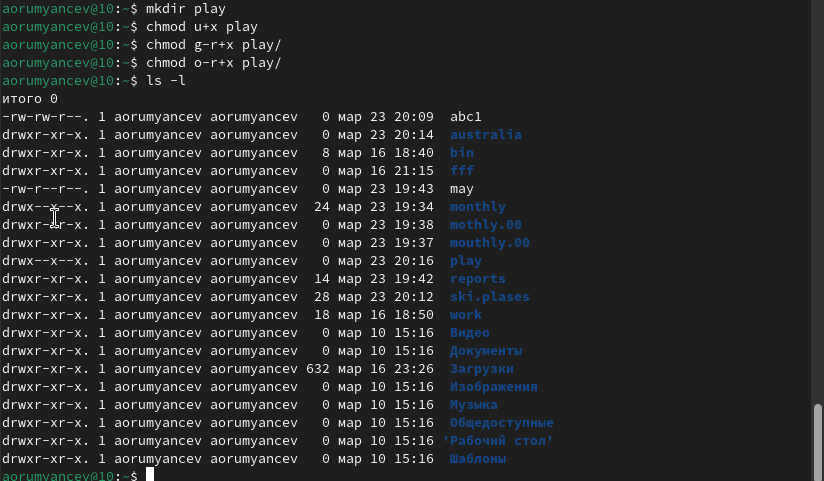 aorumyancev@10:~$ mkdir play
aorumyancev@10:~$ chmod u+x play
aorumyancev@10:~$ chmod g-r+x play/
aorumyancev@10:~$ chmod o-r+x play/
aorumyancev@10:~$ ls -l
итого 0
-rw-rw-r--. 1 aorumyancev aorumyancev   0 мар 23 20:09  abc1
drwxr-xr-x. 1 aorumyancev aorumyancev   0 мар 23 20:14  australia
drwxr-xr-x. 1 aorumyancev aorumyancev   8 мар 16 18:40  bin
drwxr-xr-x. 1 aorumyancev aorumyancev   0 мар 16 21:15  fff
-rw-r--r--. 1 aorumyancev aorumyancev   0 мар 23 19:43  may
drwx--x--x. 1 aorumyancev aorumyancev  24 мар 23 19:34  monthly
drwxr-xr-x. 1 aorumyancev aorumyancev   0 мар 23 19:38  mothly.00
drwxr-xr-x. 1 aorumyancev aorumyancev   0 мар 23 19:37  mouthly.00
drwx--x--x. 1 aorumyancev aorumyancev   0 мар 23 20:16  play
drwxr-xr-x. 1 aorumyancev aorumyancev  14 мар 23 19:42  reports
drwxr-xr-x. 1 aorumyancev aorumyancev  28 мар 23 20:12  ski.plases
drwxr-xr-x. 1 aorumyancev aorumyancev  18 мар 16 18:50  work
drwxr-xr-x. 1 aorumyancev aorumyancev   0 мар 10 15:16  Видео
drwxr-xr-x. 1 aorumyancev aorumyancev   0 мар 10 15:16  Документы
drwxr-xr-x. 1 aorumyancev aorumyancev 632 мар 16 23:26  Загрузки
drwxr-xr-x. 1 aorumyancev aorumyancev   0 мар 10 15:16  Изображения
drwxr-xr-x. 1 aorumyancev aorumyancev   0 мар 10 15:16  Музыка
drwxr-xr-x. 1 aorumyancev aorumyancev   0 мар 10 15:16  Общедоступные
drwxr-xr-x. 1 aorumyancev aorumyancev   0 мар 10 15:16 'Рабочий стол'
drwxr-xr-x. 1 aorumyancev aorumyancev   0 мар 10 15:16  Шаблоны
aorumyancev@10:~$